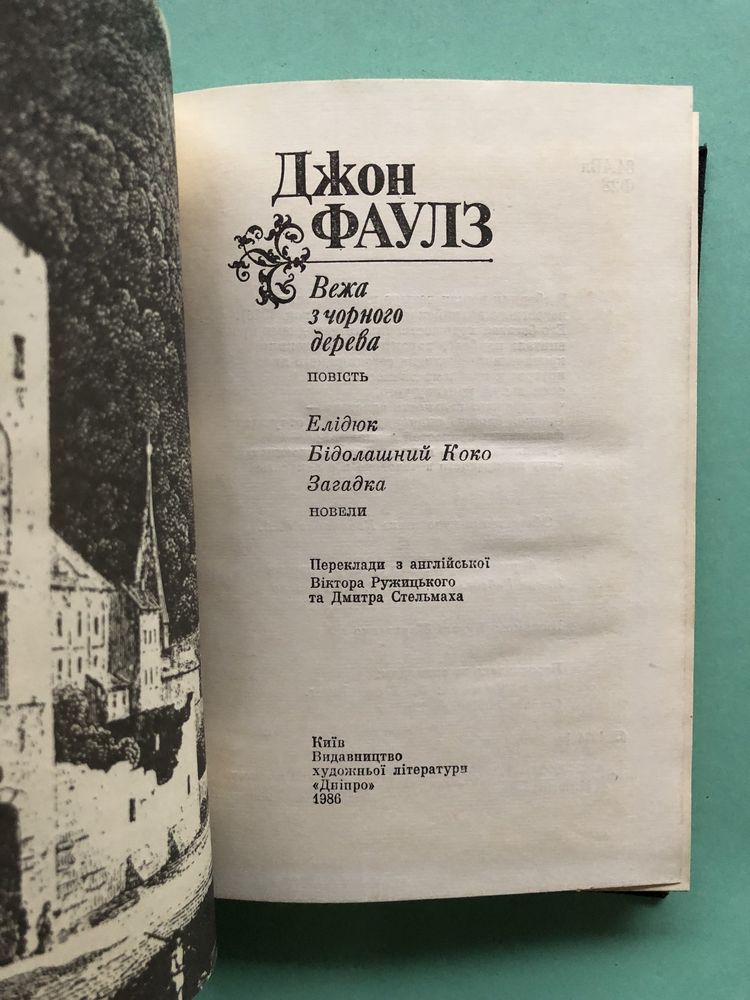 Джон
ФАУЛЗ
Вежа
з чорного
дерева
ПОВІСТЬ
Елідюк
Бідолашний Коко
Загадка
НОВЕЛИ
Переклади з англійської
Віктора Ружицького
та Дмитра Стельмаха
Київ
Видавництво
художньої літератури
«Дніпро»
1986